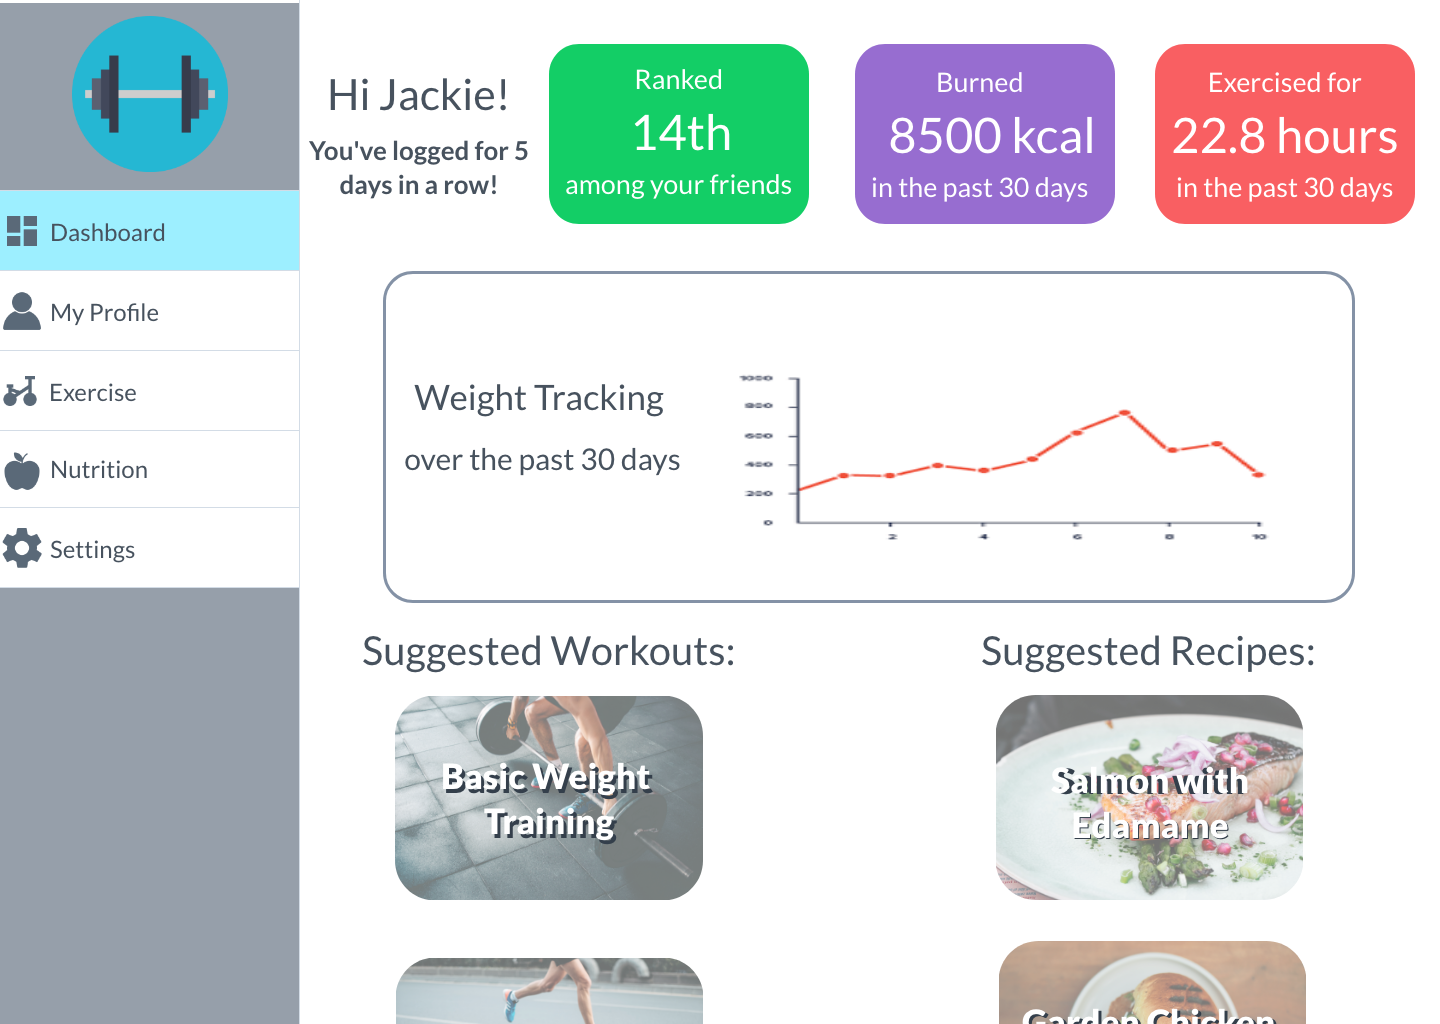 Hi Jackie!
You've logged for 5
days in a row!
Ranked
14th
among your friends
Burned
8500 kcal
in the past 30 days
Exercised for
22.8 hours
in the past 30 days
Dashboard
My Profile
Exercise
Nutrition
Settings
Weight Tracking
over the past 30 days
1000
800
600
400
200
0
2
4
6
8
10
Suggested Workouts:
Basic Weight
Training
Suggested Recipes:
Salmon with
Edamame
Garden Chicken